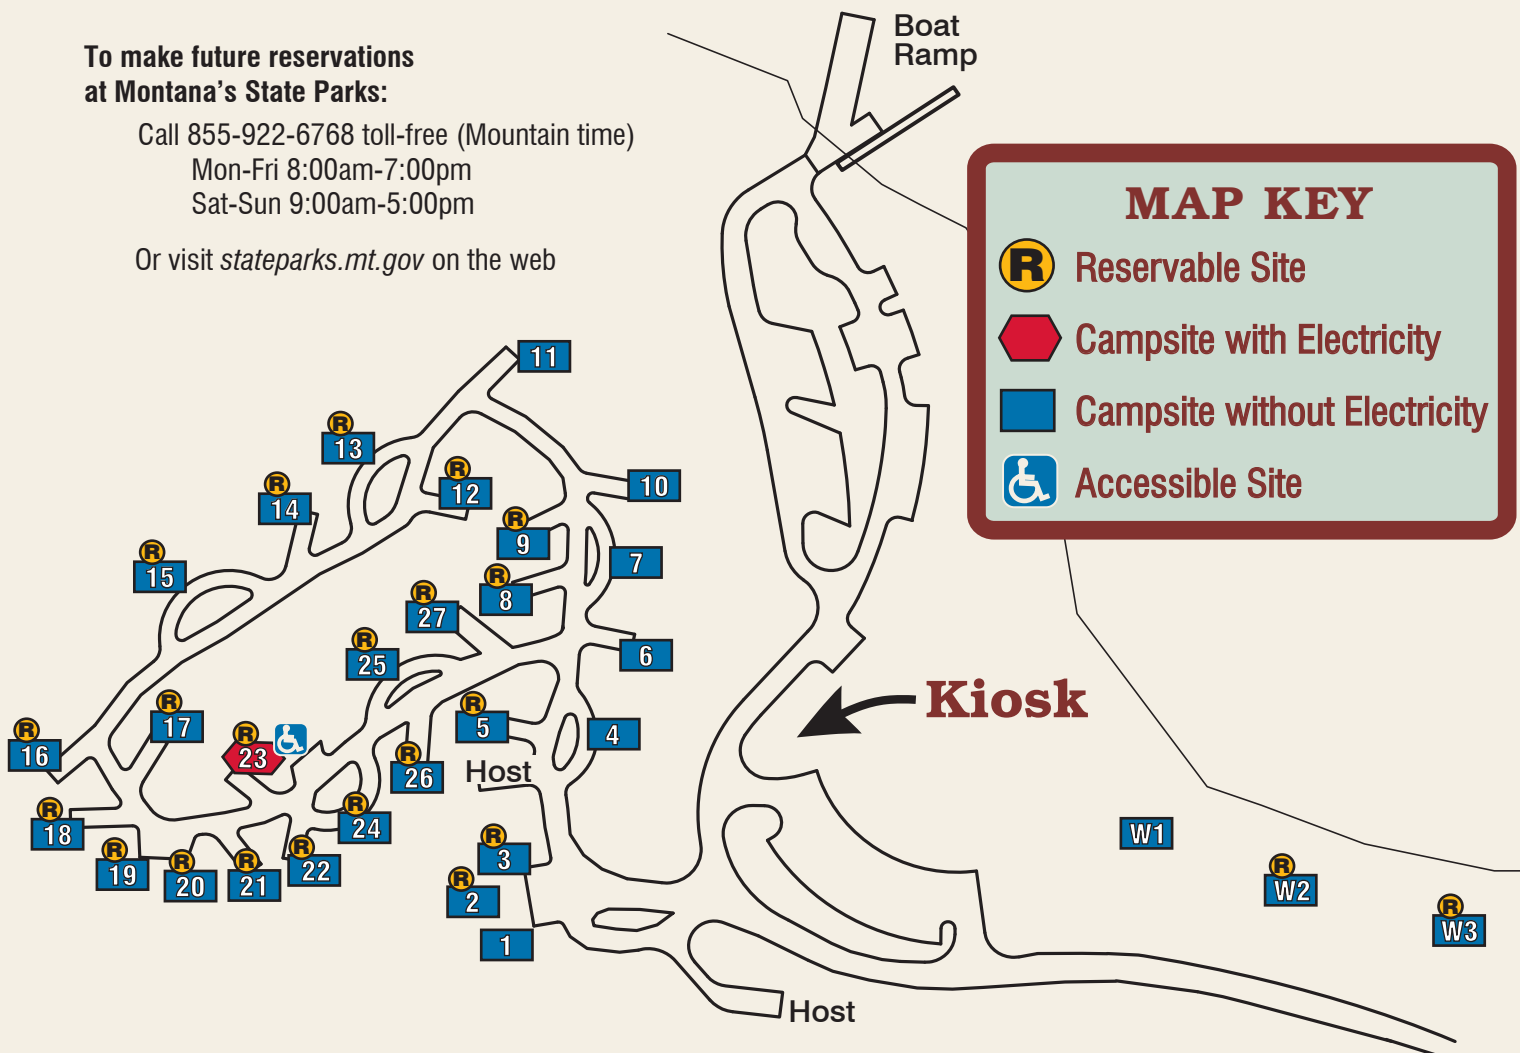 To make future reservations
at Montana's State Parks:
Call 855-922-6768 toll-free (Mountain time)
Mon-Fri 8:00am-7:00pm
Sat-Sun 9:00am-5:00pm
Or visit stateparks.mt.gov on the web
Boat
Ramp
MAP KEY
R Reservable Site
Campsite with Electricity
Campsite without Electricity
Accessible Site
11
R
13
R
12
10
R
14
R
9
7
R
15
R
8
R
27
6
R
25
R
17
R
5
4
R
16
R
23
R
26
Host
Kiosk
R
18
R
24
R
3
R
19
R
20
R
21
R
22
R
2
1
Host
W1
R
W2
R
W3